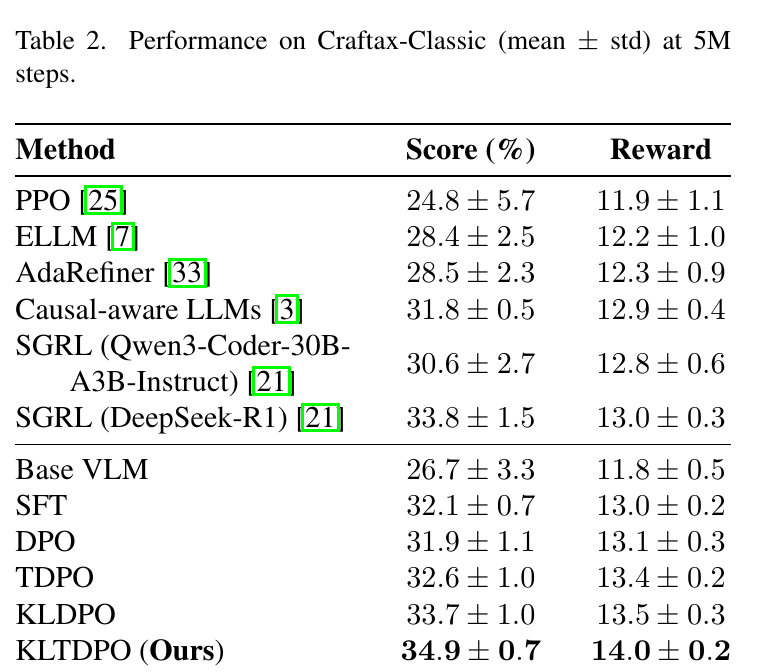 Table 2. Performance on Craftax-Classic (mean ± std) at 5M
steps.
Method Score (%) Reward
PPO [25] 24.8 ± 5.7 11.9 ± 1.1
ELLM [7] 28.4 ± 2.5 12.2 ± 1.0
AdaRefiner [33] 28.5 ± 2.3 12.3 ± 0.9
Causal-aware LLMs [3] 31.8 ± 0.5 12.9 ± 0.4
SGRL (Qwen3-Coder-30B-
A3B-Instruct) [21] 30.6 ± 2.7 12.8 ± 0.6
SGRL (DeepSeek-R1) [21] 33.8 ± 1.5 13.0 ± 0.3
Base VLM 26.7 ± 3.3 11.8 ± 0.5
SFT 32.1 ± 0.7 13.0 ± 0.2
DPO 31.9 ± 1.1 13.1 ± 0.3
TDPO 32.6 ± 1.0 13.4 ± 0.2
KLDPO 33.7 ± 1.0 13.5 ± 0.3
KLTDPO (Ours) 34.9 ± 0.7 14.0 ± 0.2